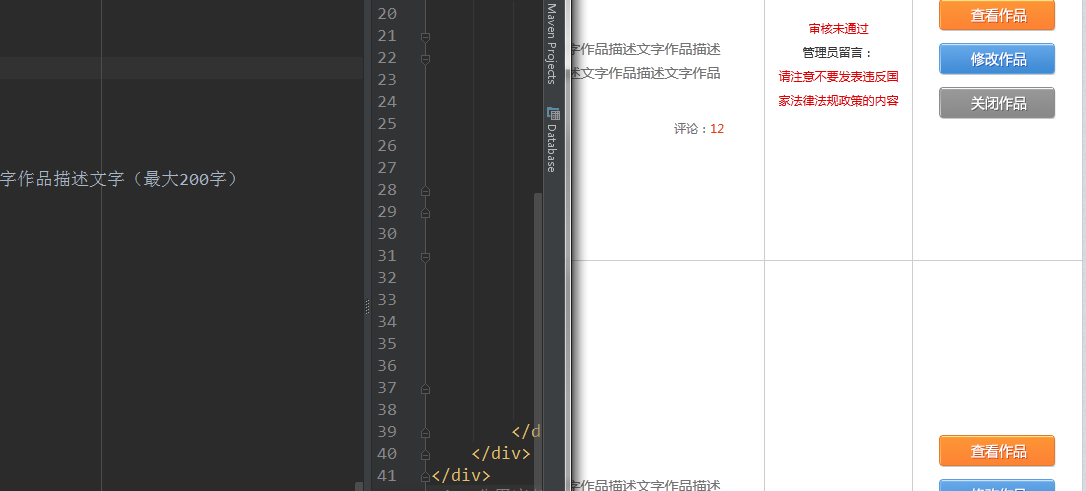 字作品描述文字（最大200字）
20
21
22
23
24
25
26
27
28
29
30
31
32
33
34
35
36
37
38
39
40
41
</d
</div>
</div>
Maven Projects
Database
字作品描述文字作品描述
述文字作品描述文字作品
评论：12
审核未通过
管理员留言：
请注意不要发表违反国
家法律法规政策的内容
查看作品
修改作品
关闭作品
字作品描述文字作品描述
查看作品
修改作品